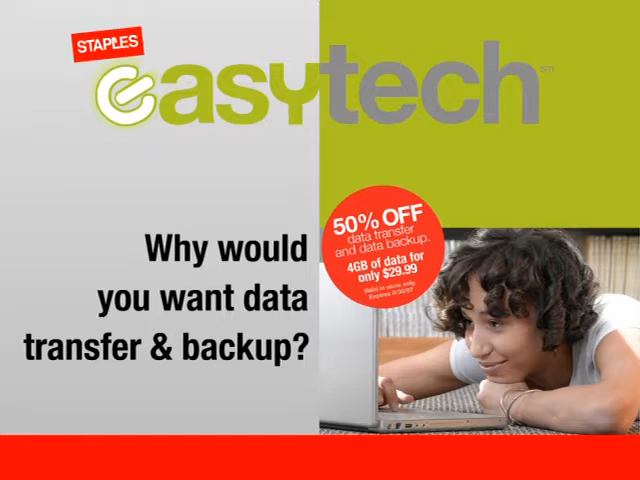 STAPLES
easytech℠
Why would
you want data
transfer & backup?
50% OFF
data transfer
and data backup.
4GB of data for
only $29.99
Valid in store only.